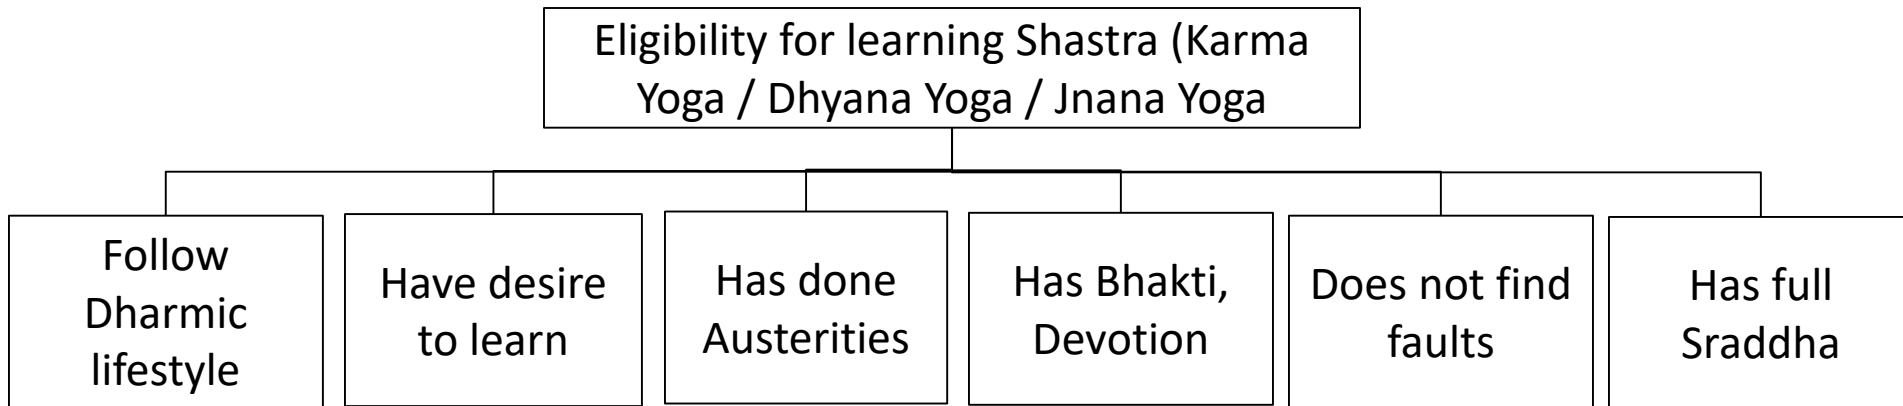 Eligibility for learning Shastra (Karma
Yoga / Dhyana Yoga / Jnana Yoga
Follow
Dharmic
lifestyle
Have desire
to learn
Has done
Austerities
Has Bhakti,
Devotion
Does not find
faults
Has full
Sraddha